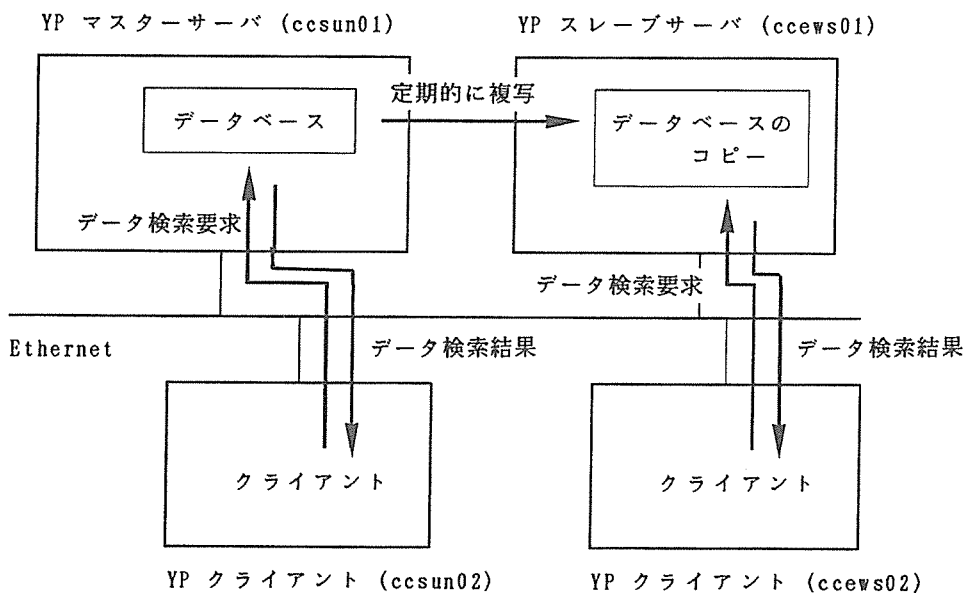 YP マスターサーバ (ccsun01)
YP スレーブサーバ (ccews01)
定期的に複写
データベース
データベースの
コピー
データ検索要求
データ検索要求
Ethernet
データ検索結果
データ検索結果
クライアント
クライアント
YP クライアント (ccsun02)
YP クライアント (ccews02)